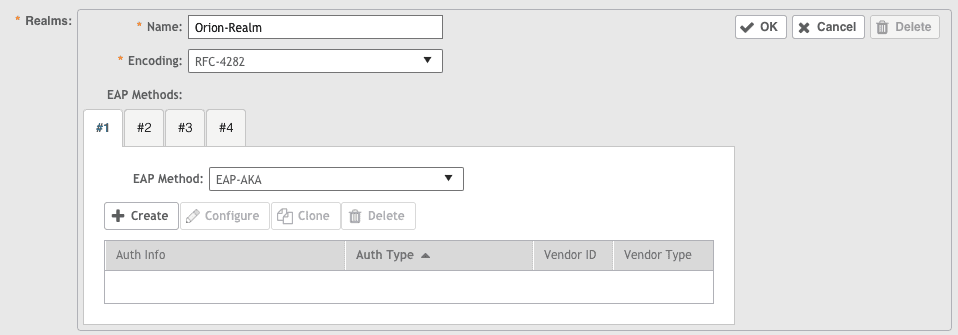 * Realms:
* Name: Orion-Realm
OK Cancel Delete
* Encoding: RFC-4282
EAP Methods:
#1 #2 #3 #4
EAP Method: EAP-AKA
Create Configure Clone Delete
Auth Info Auth Type Vendor ID Vendor Type